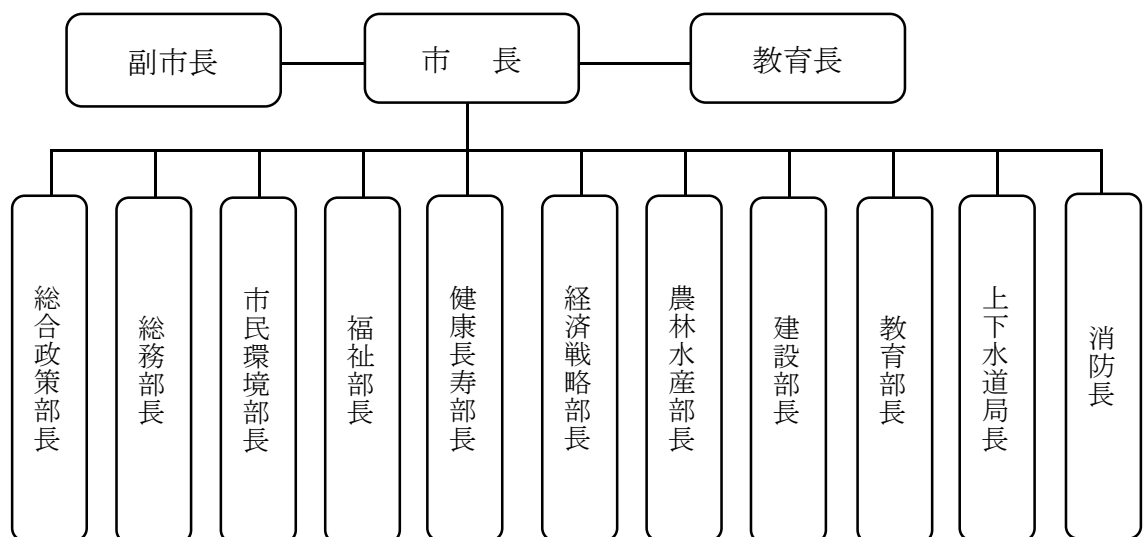 副市長
市 長
教育長
総合政策部長
総務部長
市民環境部長
福祉部長
健康長寿部長
経済戦略部長
農林水産部長
建設部長
教育部長
上下水道局長
消防長